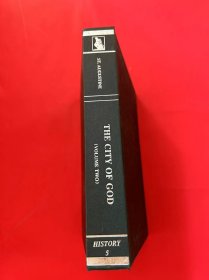 ST. AUGUSTINE
THE CITY OF GOD
(VOLUME TWO)
HISTORY
5